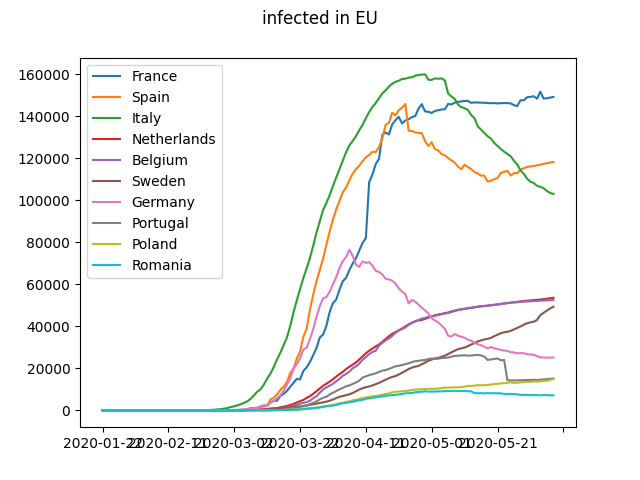 infected in EU
160000
140000
120000
100000
80000
60000
40000
20000
0
France
Spain
Italy
Netherlands
Belgium
Sweden
Germany
Portugal
Poland
Romania
2020-01-22 2020-02-11 2020-03-02 2020-03-22 2020-04-11 2020-05-01 2020-05-21